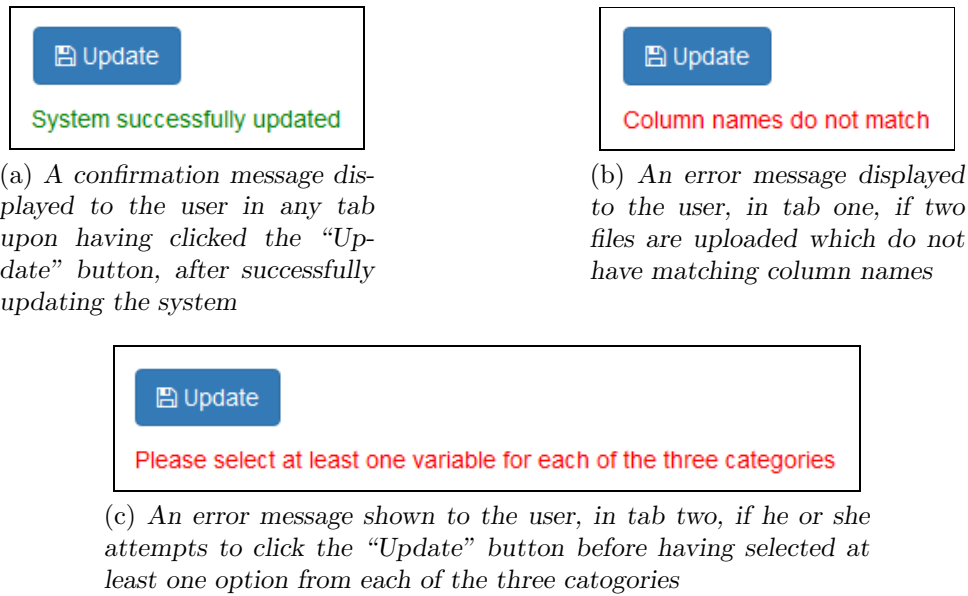 Update
System successfully updated
(a) A confirmation message dis-
played to the user in any tab
upon having clicked the “Up-
date” button, after successfully
updating the system
Update
Column names do not match
(b) An error message displayed
to the user, in tab one, if two
files are uploaded which do not
have matching column names
Update
Please select at least one variable for each of the three categories
(c) An error message shown to the user, in tab two, if he or she
attempts to click the “Update” button before having selected at
least one option from each of the three catogories